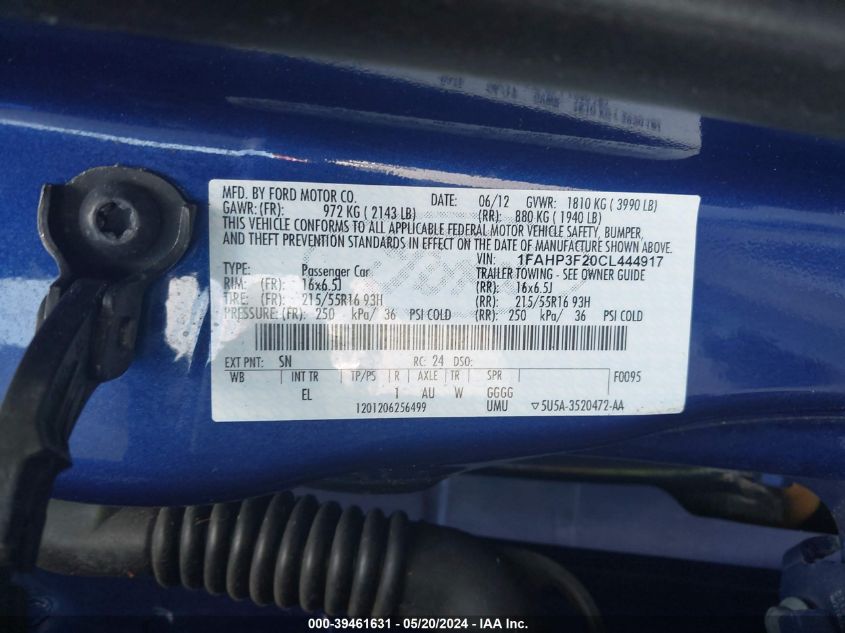 MFD. BY FORD MOTOR CO. DATE: 06/12 GVWR: 1810 KG ( 3990 LB)
GAWR:(FR): 972 KG ( 2143 LB) (RR): 880 KG ( 1940 LB)
THIS VEHICLE CONFORMS TO ALL APPLICABLE FEDERAL MOTOR VEHICLE SAFETY, BUMPER,
AND THEFT PREVENTION STANDARDS IN EFFECT ON THE DATE OF MANUFACTURE SHOWN ABOVE.
VIN: 1FAHP3F20CL444917
TYPE: Passenger Car TRAILER TOWING - SEE OWNER GUIDE
RIM: (FR): 16x6.5J (RR): 16x6.5J
TIRE: (FR): 215/55R16 93H (RR): 215/55R16 93H
PRESSURE:(FR): 250 kPa/ 36 PSI COLD (RR): 250 kPa/ 36 PSI COLD
EXT PNT: SN RC: 24 DSO:
WB INT TR TP/PS R AXLE TR SPR F0095
EL 1 AU W GGGG
1201206256499 UMU ▽5U5A-3520472-AA
000-39461631 - 05/20/2024 - © IAA Inc.